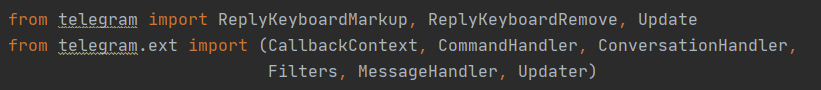 from telegram import ReplyKeyboardMarkup, ReplyKeyboardRemove, Update
from telegram.ext import (CallbackContext, CommandHandler, ConversationHandler,
Filters, MessageHandler, Updater)